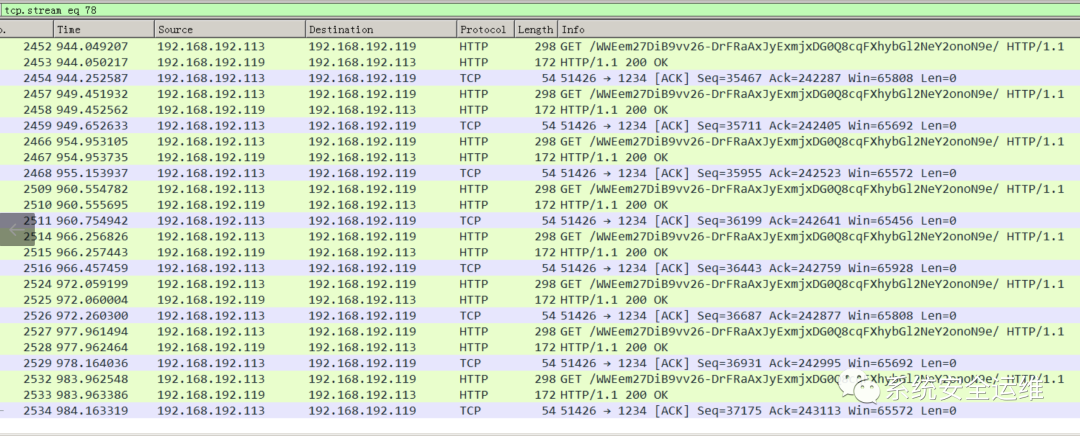 tcp.stream eq 78
o. Time Source Destination Protocol Length Info
2452 944.049207 192.168.192.113 192.168.192.119 HTTP 298 GET /WWEem27DiB9vv26-DrFRaAxJyExmjxDG0Q8cqFXhybGl2NeY2onoN9e/ HTTP/1.1
2453 944.050217 192.168.192.119 192.168.192.113 HTTP 172 HTTP/1.1 200 OK
2454 944.252587 192.168.192.113 192.168.192.119 TCP 54 51426 → 1234 [ACK] Seq=35467 Ack=242287 Win=65808 Len=0
2457 949.451932 192.168.192.113 192.168.192.119 HTTP 298 GET /WWEem27DiB9vv26-DrFRaAxJyExmjxDG0Q8cqFXhybGl2NeY2onoN9e/ HTTP/1.1
2458 949.452562 192.168.192.119 192.168.192.113 HTTP 172 HTTP/1.1 200 OK
2459 949.652633 192.168.192.113 192.168.192.119 TCP 54 51426 → 1234 [ACK] Seq=35711 Ack=242405 Win=65692 Len=0
2466 954.953105 192.168.192.113 192.168.192.119 HTTP 298 GET /WWEem27DiB9vv26-DrFRaAxJyExmjxDG0Q8cqFXhybGl2NeY2onoN9e/ HTTP/1.1
2467 954.953735 192.168.192.119 192.168.192.113 HTTP 172 HTTP/1.1 200 OK
2468 955.153937 192.168.192.113 192.168.192.119 TCP 54 51426 → 1234 [ACK] Seq=35955 Ack=242523 Win=65572 Len=0
2509 960.554782 192.168.192.113 192.168.192.119 HTTP 298 GET /WWEem27DiB9vv26-DrFRaAxJyExmjxDG0Q8cqFXhybGl2NeY2onoN9e/ HTTP/1.1
2510 960.555695 192.168.192.119 192.168.192.113 HTTP 172 HTTP/1.1 200 OK
2511 960.754942 192.168.192.113 192.168.192.119 TCP 54 51426 → 1234 [ACK] Seq=36199 Ack=242641 Win=65456 Len=0
2514 966.256826 192.168.192.113 192.168.192.119 HTTP 298 GET /WWEem27DiB9vv26-DrFRaAxJyExmjxDG0Q8cqFXhybGl2NeY2onoN9e/ HTTP/1.1
2515 966.257443 192.168.192.119 192.168.192.113 HTTP 172 HTTP/1.1 200 OK
2516 966.457459 192.168.192.113 192.168.192.119 TCP 54 51426 → 1234 [ACK] Seq=36443 Ack=242759 Win=65928 Len=0
2524 972.059199 192.168.192.113 192.168.192.119 HTTP 298 GET /WWEem27DiB9vv26-DrFRaAxJyExmjxDG0Q8cqFXhybGl2NeY2onoN9e/ HTTP/1.1
2525 972.060004 192.168.192.119 192.168.192.113 HTTP 172 HTTP/1.1 200 OK
2526 972.260300 192.168.192.113 192.168.192.119 TCP 54 51426 → 1234 [ACK] Seq=36687 Ack=242877 Win=65808 Len=0
2527 977.961494 192.168.192.113 192.168.192.119 HTTP 298 GET /WWEem27DiB9vv26-DrFRaAxJyExmjxDG0Q8cqFXhybGl2NeY2onoN9e/ HTTP/1.1
2528 977.962464 192.168.192.119 192.168.192.113 HTTP 172 HTTP/1.1 200 OK
2529 978.164036 192.168.192.113 192.168.192.119 TCP 54 51426 → 1234 [ACK] Seq=36931 Ack=242995 Win=65692 Len=0
2532 983.962548 192.168.192.113 192.168.192.119 HTTP 298 GET /WWEem27DiB9vv26-DrFRaAxJyExmjxDG0Q8cqFXhybGl2NeY2onoN9e/ HTTP/1.1
2533 983.963386 192.168.192.119 192.168.192.113 HTTP 172 HTTP/1.1 200 OK
2534 984.163319 192.168.192.113 192.168.192.119 TCP 54 51426 → 1234 [ACK] Seq=37175 Ack=243113 Win=65572 Len=0
系统安全运维